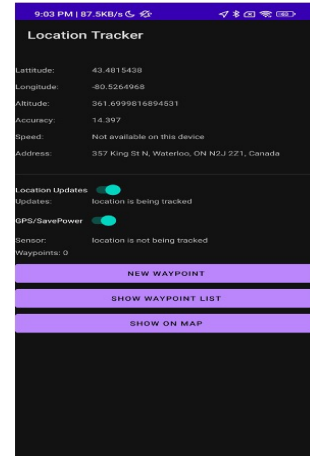 9:03 PM | 87.5KB/s
Location Tracker
Lattitude: 43.4815438
Longitude: -80.5264968
Altitude: 361.6999816894531
Accuracy: 14.397
Speed: Not available on this device
Address: 357 King St N, Waterloo, ON N2J 2Z1, Canada
Location Updates
Updates: location is being tracked
GPS/SavePower
Sensor: location is not being tracked
Waypoints: 0
NEW WAYPOINT
SHOW WAYPOINT LIST
SHOW ON MAP